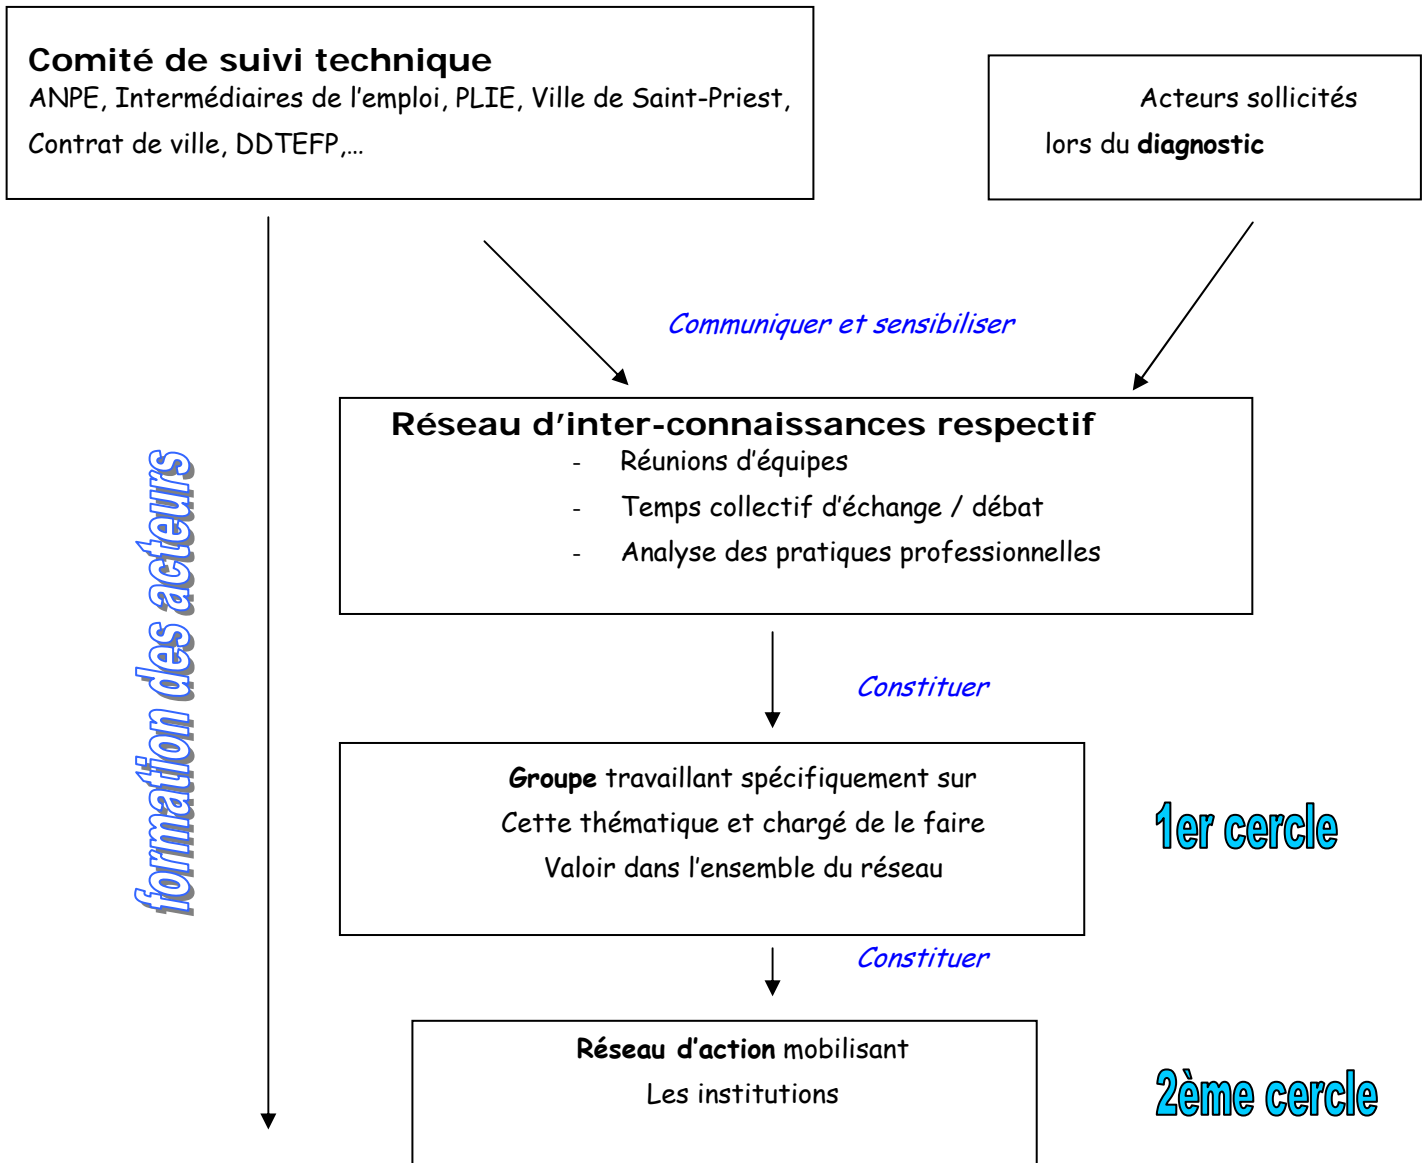 Comité de suivi technique
ANPE, Intermédiaires de l'emploi, PLIE, Ville de Saint-Priest,
Contrat de ville, DDTEFP,…
Acteurs sollicités
lors du diagnostic
Communiquer et sensibiliser
Réseau d'inter-connaissances respectif
- Réunions d'équipes
- Temps collectif d'échange / débat
- Analyse des pratiques professionnelles
formation des acteurs
Constituer
Groupe travaillant spécifiquement sur
Cette thématique et chargé de le faire
Valoir dans l'ensemble du réseau
1er cercle
Constituer
Réseau d'action mobilisant
Les institutions
2ème cercle